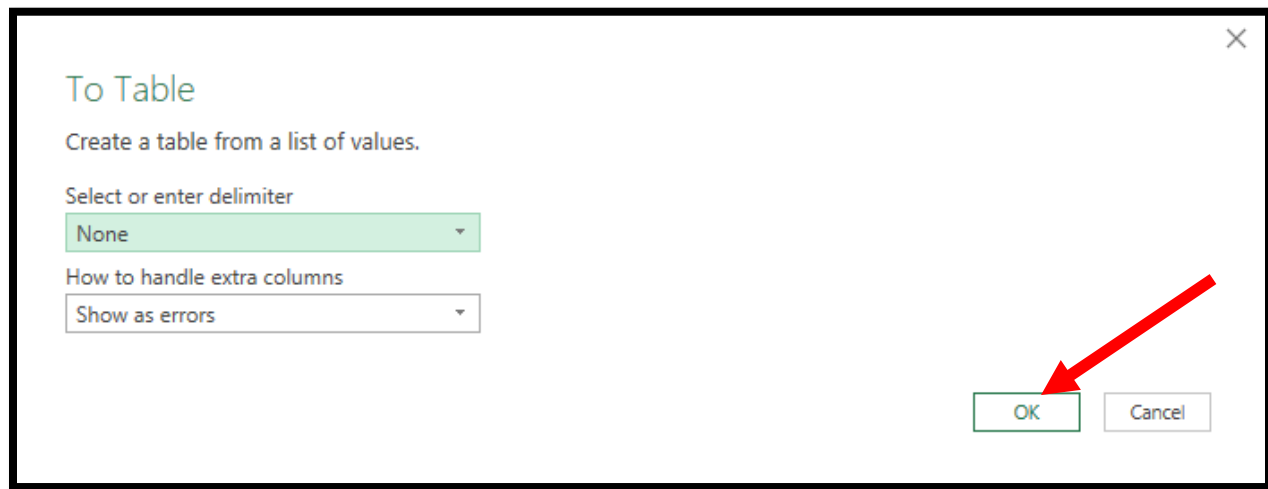 To Table
Create a table from a list of values.
Select or enter delimiter
None
How to handle extra columns
Show as errors
OK
Cancel